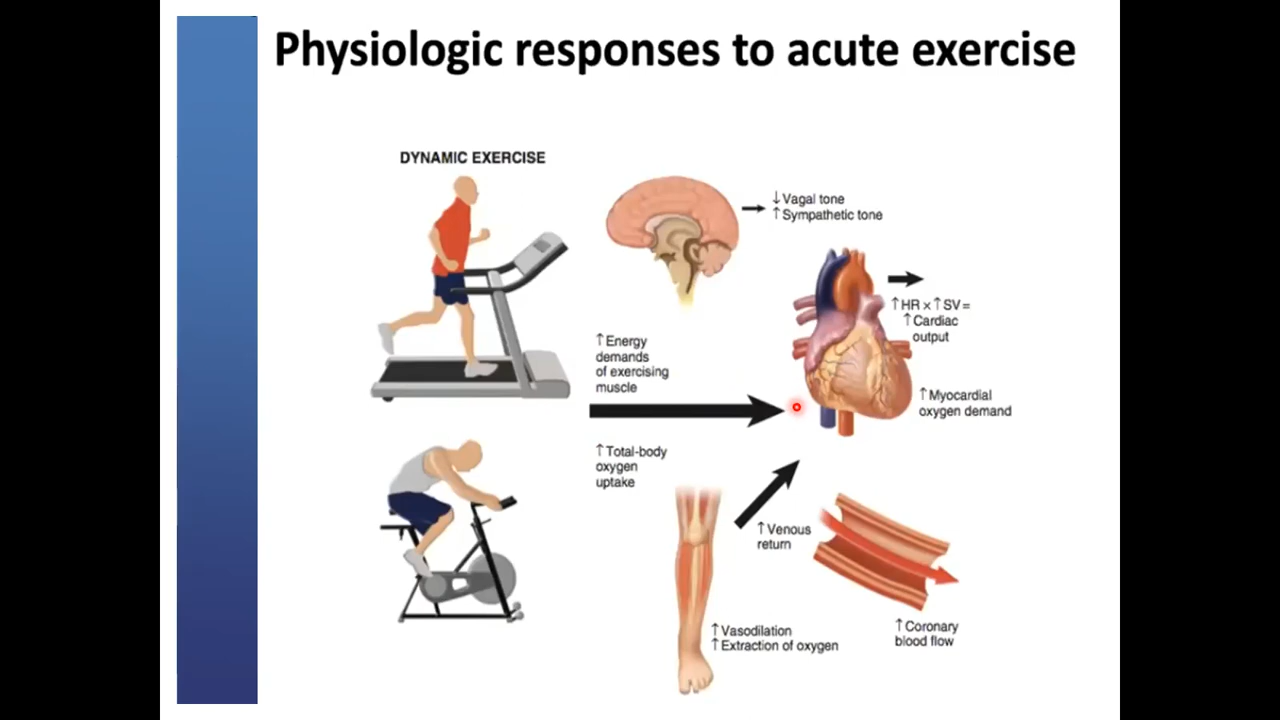 Physiologic responses to acute exercise
DYNAMIC EXERCISE
↓Vagal tone
↑Sympathetic tone
↑HR × ↑SV =
↑Cardiac
output
↑Energy
demands
of exercising
muscle
↑Myocardial
oxygen demand
↑Total-body
oxygen
uptake
↑Venous
return
↑Vasodilation
↑Extraction of oxygen
↑Coronary
blood flow